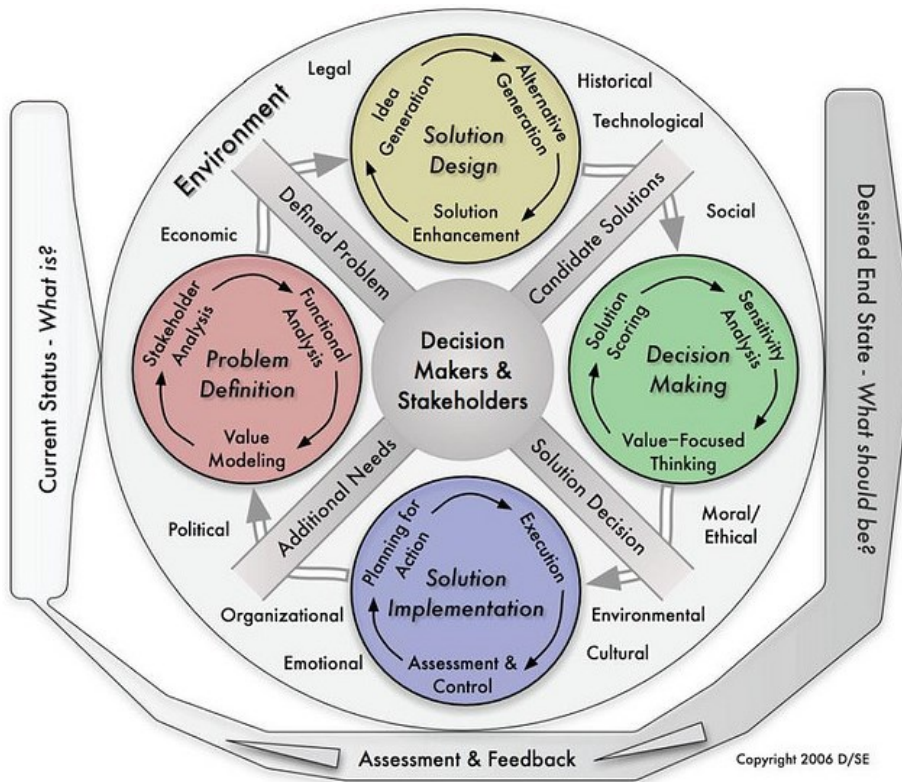 Environment
Legal
Historical
Technological
Social
Economic
Political
Organizational
Emotional
Moral/
Ethical
Environmental
Cultural
Idea
Generation
Alternative
Generation
Solution
Design
Solution
Enhancement
Defined Problem
Candidate Solutions
Stakeholder
Analysis
Functional
Analysis
Problem
Definition
Value
Modeling
Decision
Makers &
Stakeholders
Solution
Scoring
Sensitivity
Analysis
Decision
Making
Value-Focused
Thinking
Additional Needs
Solution Decision
Planning for
Action
Execution
Solution
Implementation
Assessment &
Control
Current Status - What is?
Desired End State - What should be?
Assessment & Feedback
Copyright 2006 D/SE